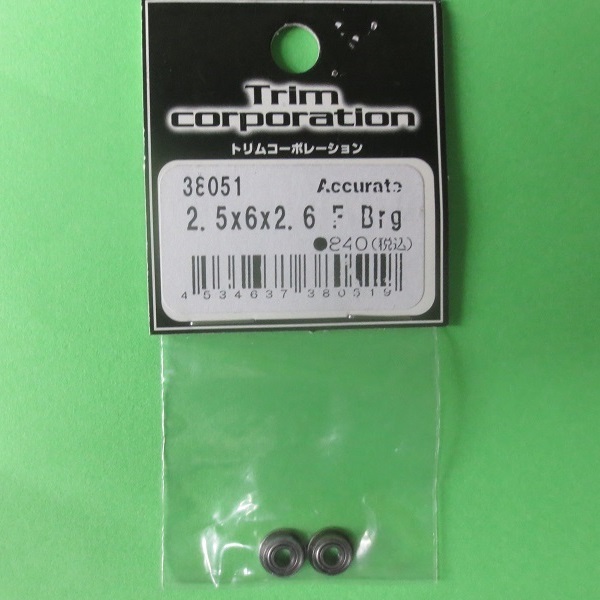 Trim
corporation
トリムコーポレーション
38051 Accurate
2.5x6x2.6 F Brg
●840(税込)
4 534637 380519